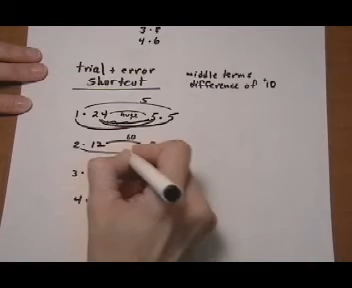 3 · 8
4 · 6
trial + error
shortcut
middle terms
difference of 10
5
1 · 24 huge 5 · 5
60
2 · 12
3 ·
4